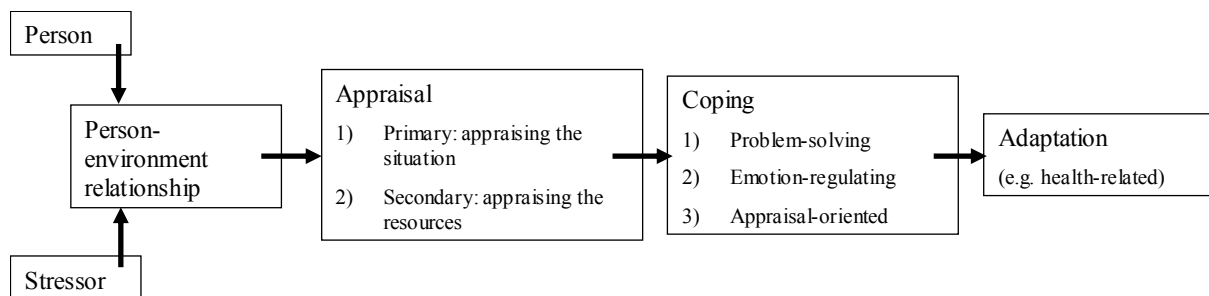 Person
Person-
environment
relationship
Stressor
Appraisal
1) Primary: appraising the
situation
2) Secondary: appraising the
resources
Coping
1) Problem-solving
2) Emotion-regulating
3) Appraisal-oriented
Adaptation
(e.g. health-related)